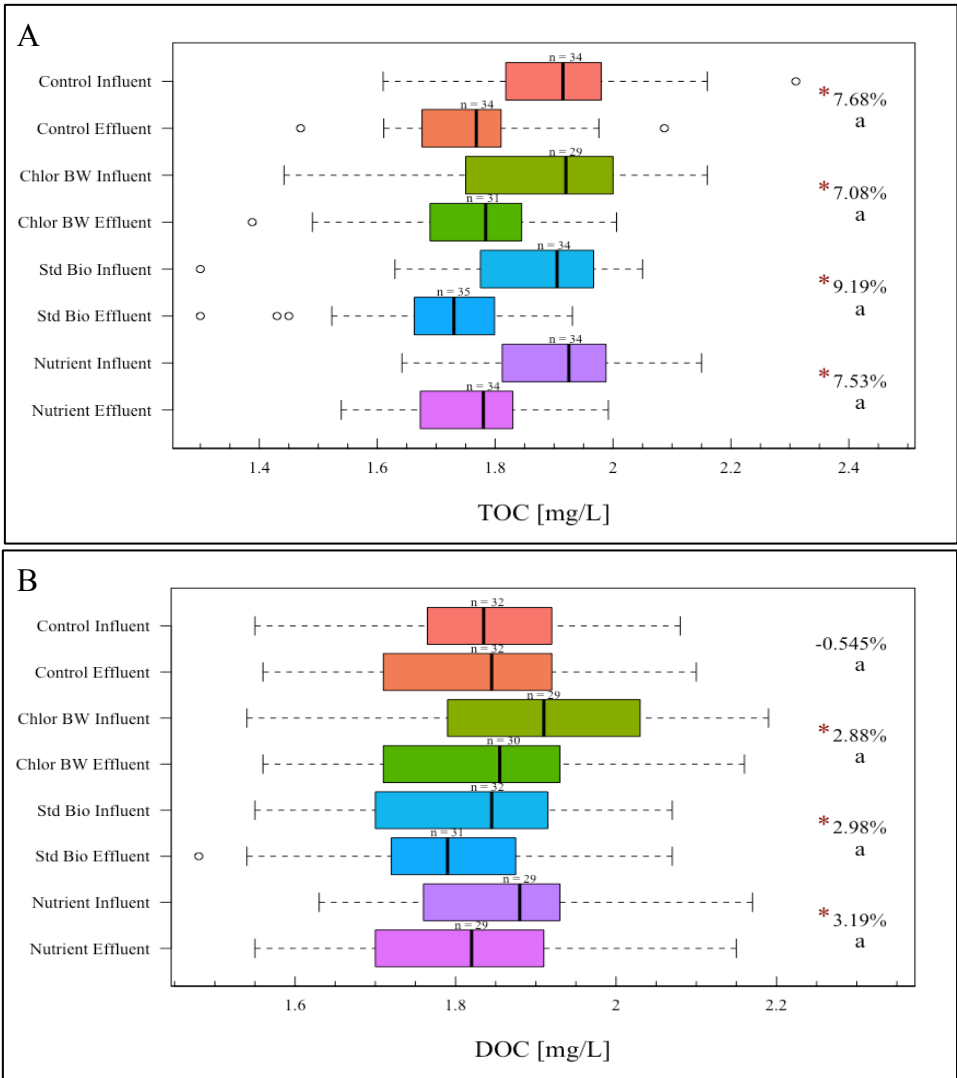 A
n = 34
Control Influent
* 7.68%
n = 34
a
Control Effluent
n = 29
Chlor BW Influent
* 7.08%
n = 31
a
Chlor BW Effluent
n = 34
Std Bio Influent
* 9.19%
n = 35
a
Std Bio Effluent
n = 34
Nutrient Influent
* 7.53%
n = 34
a
Nutrient Effluent
1.4 1.6 1.8 2 2.2 2.4
TOC [mg/L]
B
n = 32
Control Influent
-0.545%
n = 32
a
Control Effluent
n = 29
Chlor BW Influent
* 2.88%
n = 30
a
Chlor BW Effluent
n = 32
Std Bio Influent
* 2.98%
n = 31
a
Std Bio Effluent
n = 29
Nutrient Influent
* 3.19%
n = 29
a
Nutrient Effluent
1.6 1.8 2 2.2
DOC [mg/L]